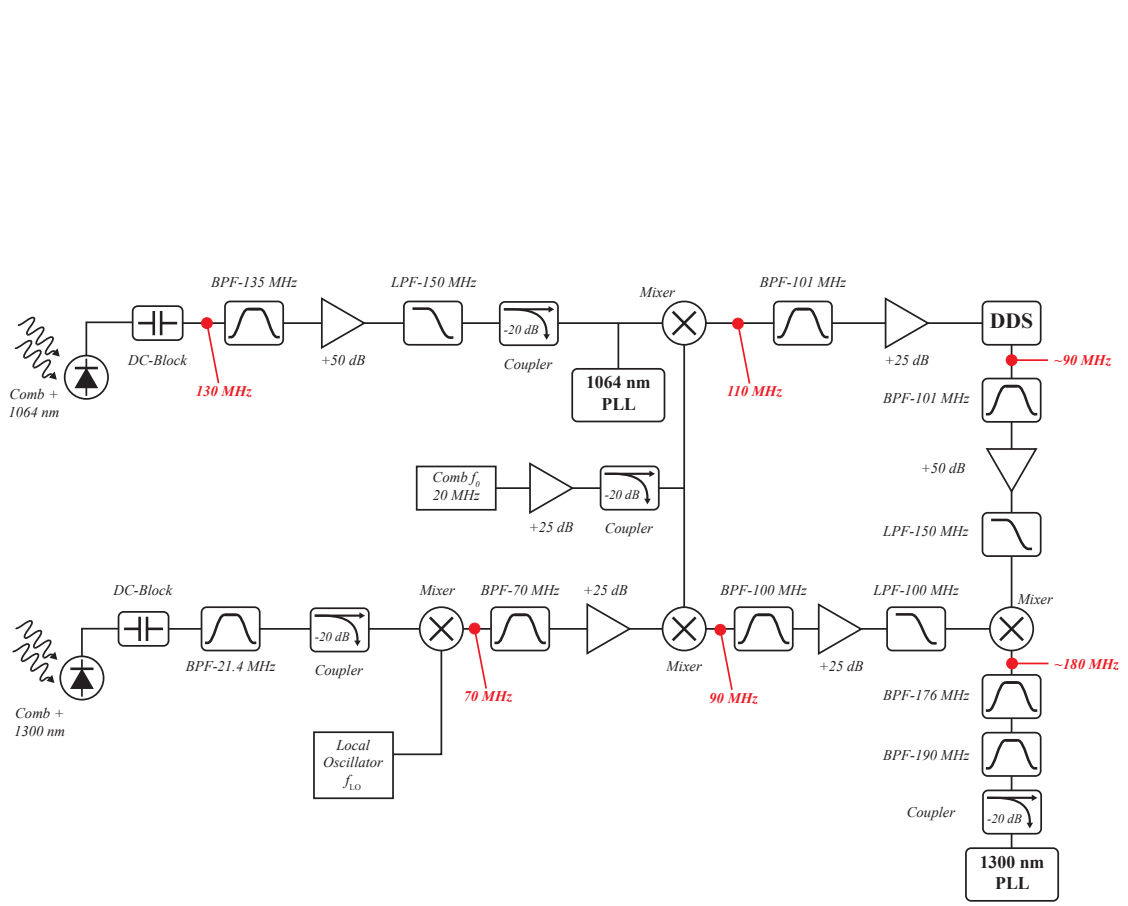 BPF-135 MHz
LPF-150 MHz
Mixer
BPF-101 MHz
-20 dB
DDS
DC-Block
+50 dB
Coupler
+25 dB
~90 MHz
Comb +
1064 nm
130 MHz
1064 nm
PLL
110 MHz
BPF-101 MHz
Comb f0
20 MHz
-20 dB
+25 dB
Coupler
+50 dB
LPF-150 MHz
DC-Block
Mixer
BPF-70 MHz
+25 dB
BPF-100 MHz
LPF-100 MHz
Mixer
-20 dB
BPF-21.4 MHz
Coupler
Mixer
+25 dB
~180 MHz
70 MHz
90 MHz
BPF-176 MHz
Comb +
1300 nm
Local
Oscillator
fLO
BPF-190 MHz
Coupler
-20 dB
1300 nm
PLL